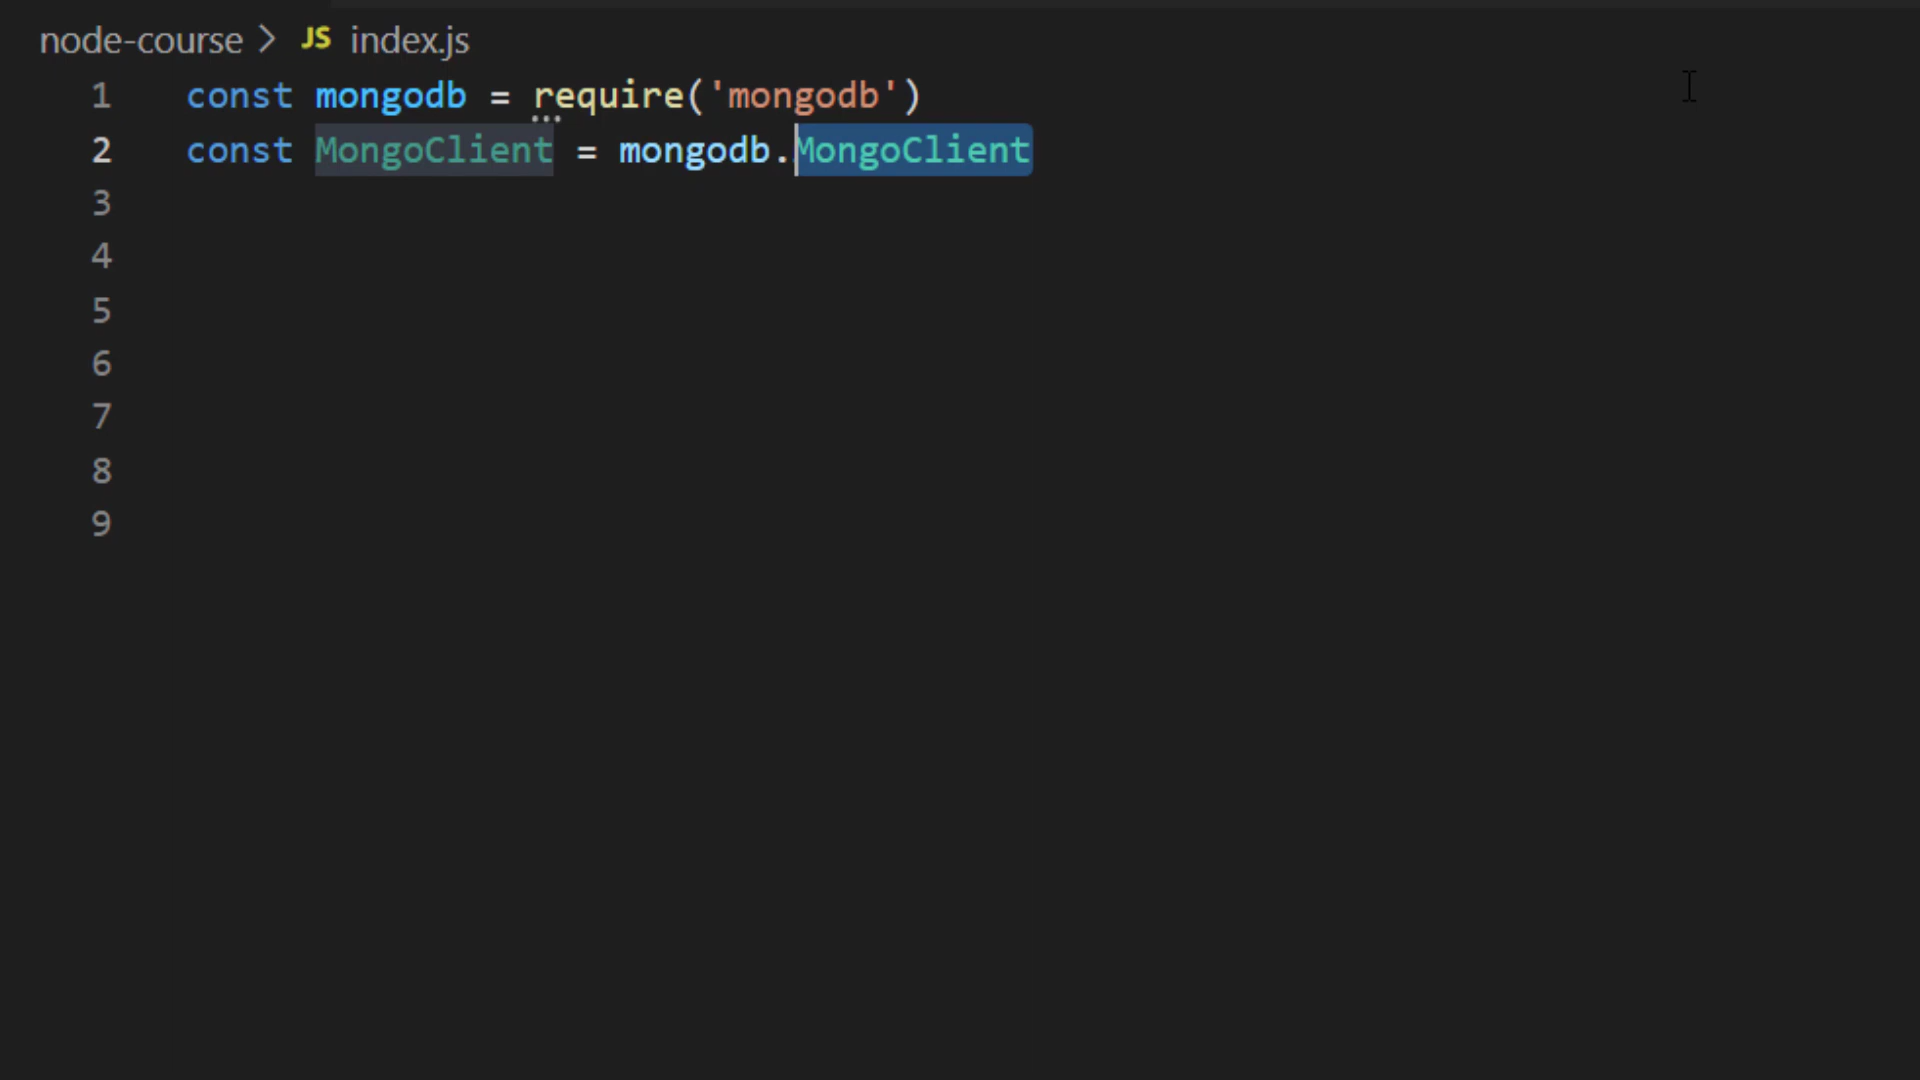 node-course > JS index.js
1 const mongodb = require('mongodb')
2 const MongoClient = mongodb.MongoClient
3
4
5
6
7
8
9